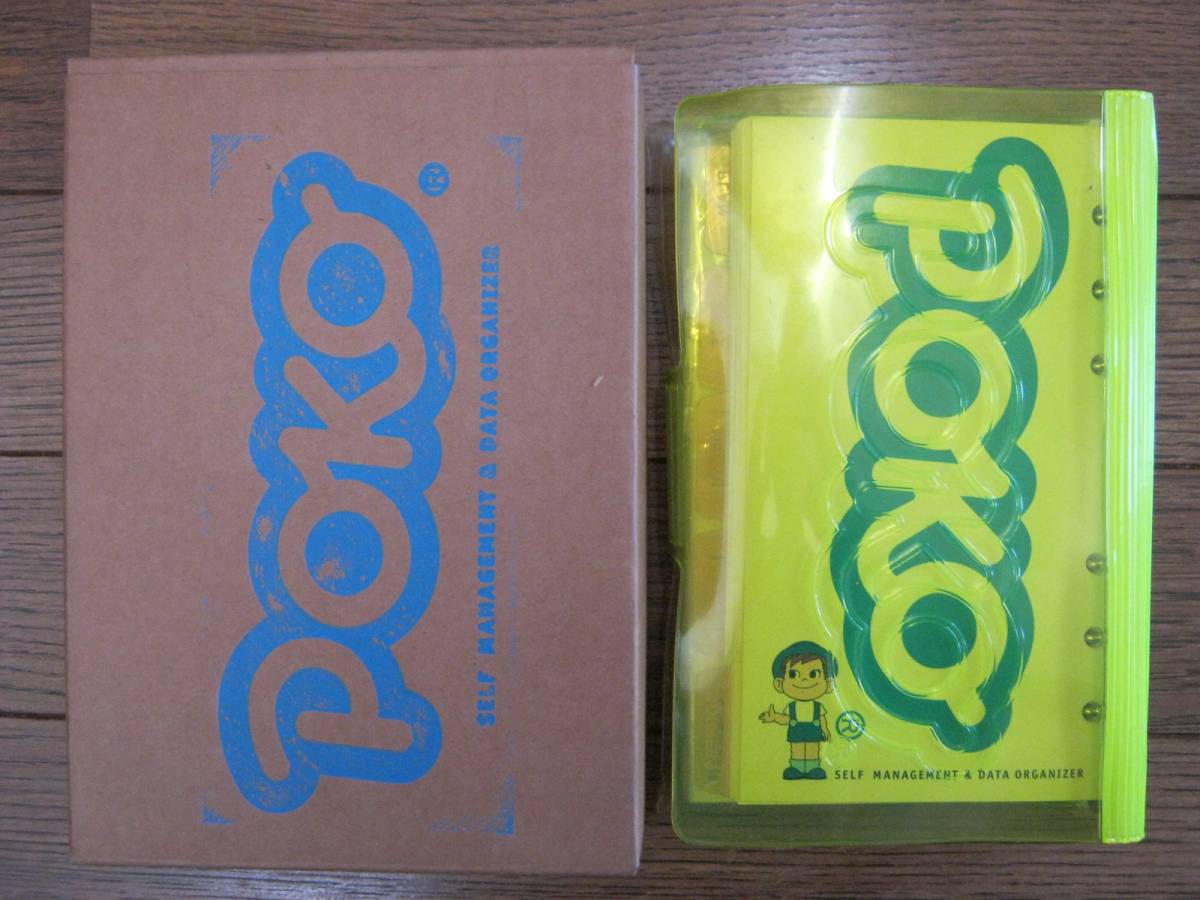 POKO
®
SELF MANAGEMENT & DATA ORGANIZER
POKO
®
SELF MANAGEMENT & DATA ORGANIZER